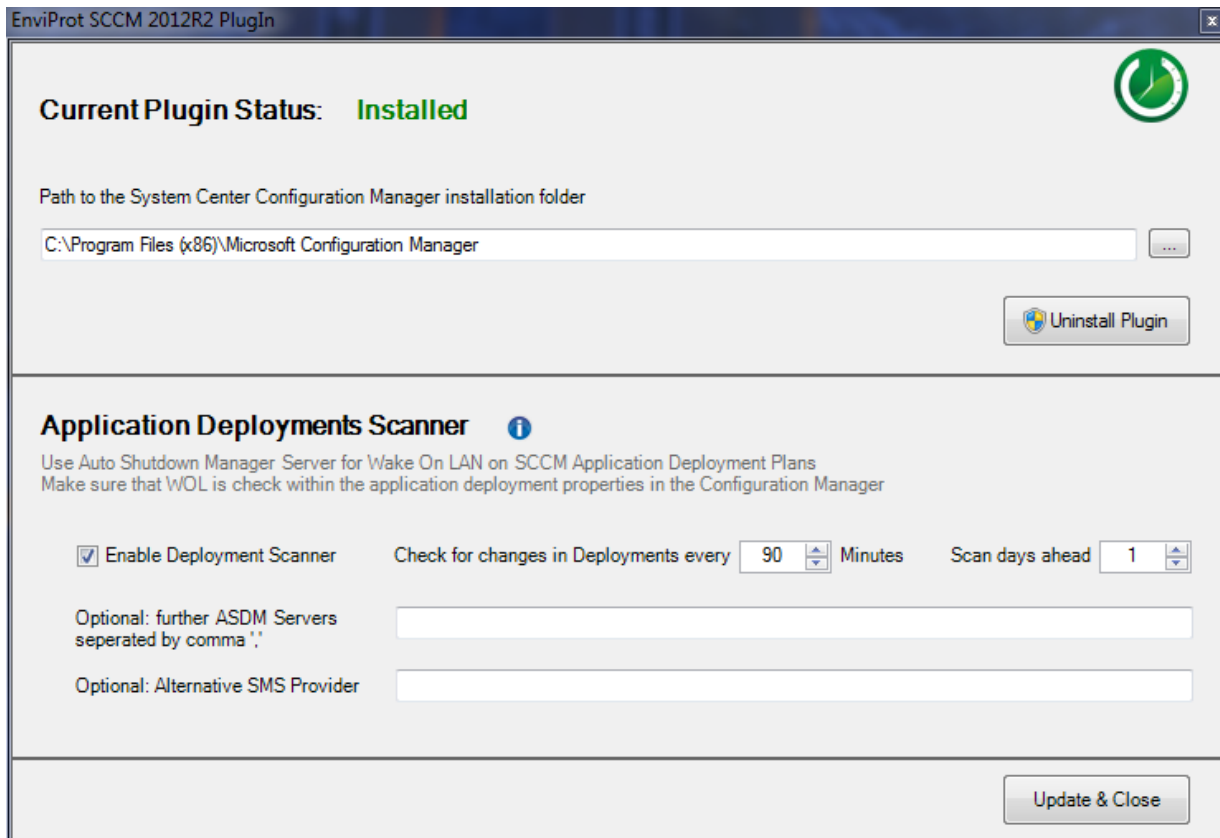 EnviProt SCCM 2012R2 PlugIn
x
Current Plugin Status: Installed
Path to the System Center Configuration Manager installation folder
C:\Program Files (x86)\Microsoft Configuration Manager
...
Uninstall Plugin
Application Deployments Scanner i
Use Auto Shutdown Manager Server for Wake On LAN on SCCM Application Deployment Plans
Make sure that WOL is check within the application deployment properties in the Configuration Manager
Enable Deployment Scanner Check for changes in Deployments every 90 Minutes Scan days ahead 1
Optional: further ASDM Servers
seperated by comma ','
Optional: Alternative SMS Provider
Update & Close